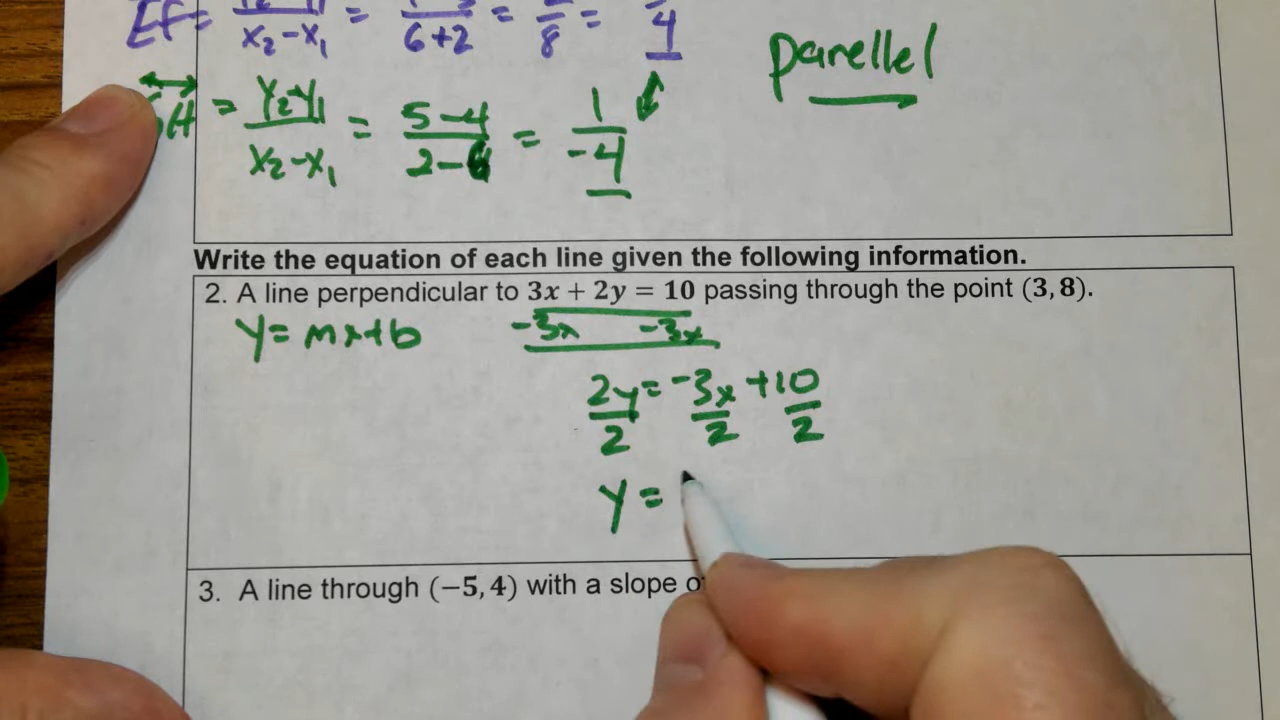 EF = y₂-y₁/x₂-x₁ = /6+2 = /8 = /4
parellel
= y₂-y₁/x₂-x₁ = 5-4/2-6 = 1/-4
Write the equation of each line given the following information.
2. A line perpendicular to 3x + 2y = 10 passing through the point (3, 8).
y = mx+b -3x -3x
2y/2 = -3x/2 +10/2
y =
3. A line through (−5, 4) with a slope